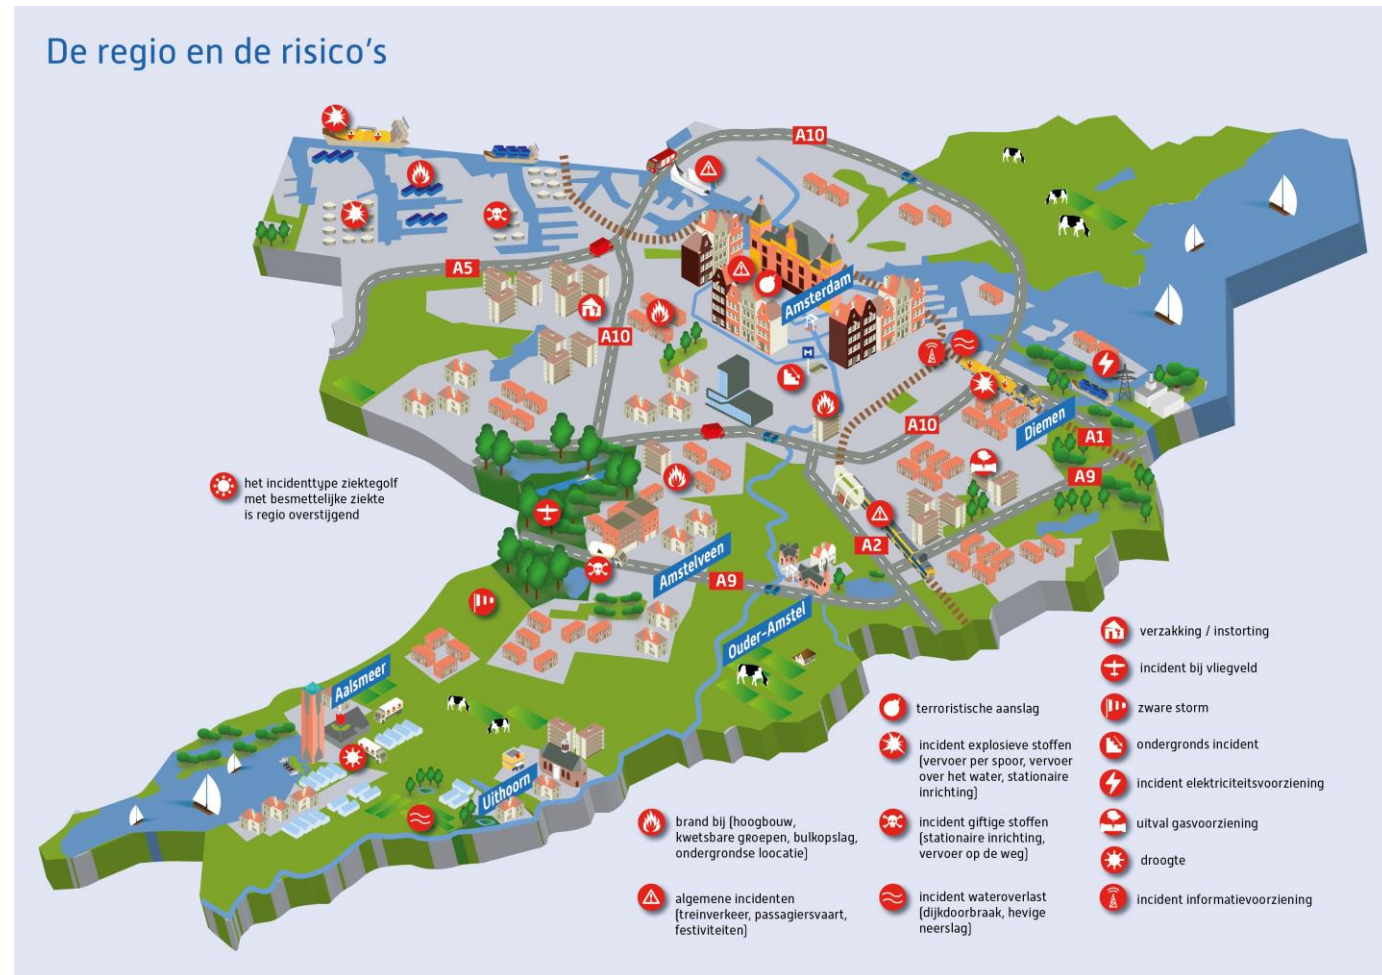 De regio en de risico's
A10
A5
Amsterdam
A10
M
A10
Diemen
A1
A9
het incidenttype ziektegolf
met besmettelijke ziekte
is regio overstijgend
A2
Amstelveen
A9
Ouder-Amstel
Aalsmeer
Uithoorn
brand bij (hoogbouw,
kwetsbare gRoepen, bulkopslag,
ondergrondse loocatie)
algemene incidenten
(treinverkeer, passagiersvaart,
festiviteiten)
terroristische aanslag
incident explosieve stoffen
(vervoer per spoor, vervoer
over het water, stationaire
inrichting)
incident giftige stoffen
(stationaire inrichting,
vervoer op de weg)
incident wateroverlast
(dijkdoorbraak, hevige
neerslag)
verzakking / instorting
incident bij vliegveld
zware storm
ondergronds incident
incident elektriciteitsvoorziening
uitval gasvoorziening
droogte
incident informatievoorziening